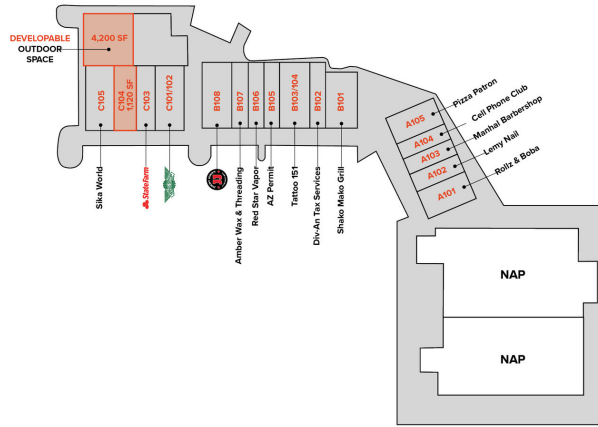 DEVELOPABLE
OUTDOOR
SPACE
4,200 SF
C105
C104
1,120 SF
C103
C101/102
B108
B107
B106
B105
B103/104
B102
B101
A105
A104
A103
A102
A101
Pizza Patron
Cell Phone Club
Manhal Barbershop
Lemy Nail
Rollz & Boba
Sika World
StateFarm
Amber Wax & Threading
Red Star Vapor
AZ Permit
Tattoo 151
Div-An Tax Services
Shako Mako Grill
NAP
NAP